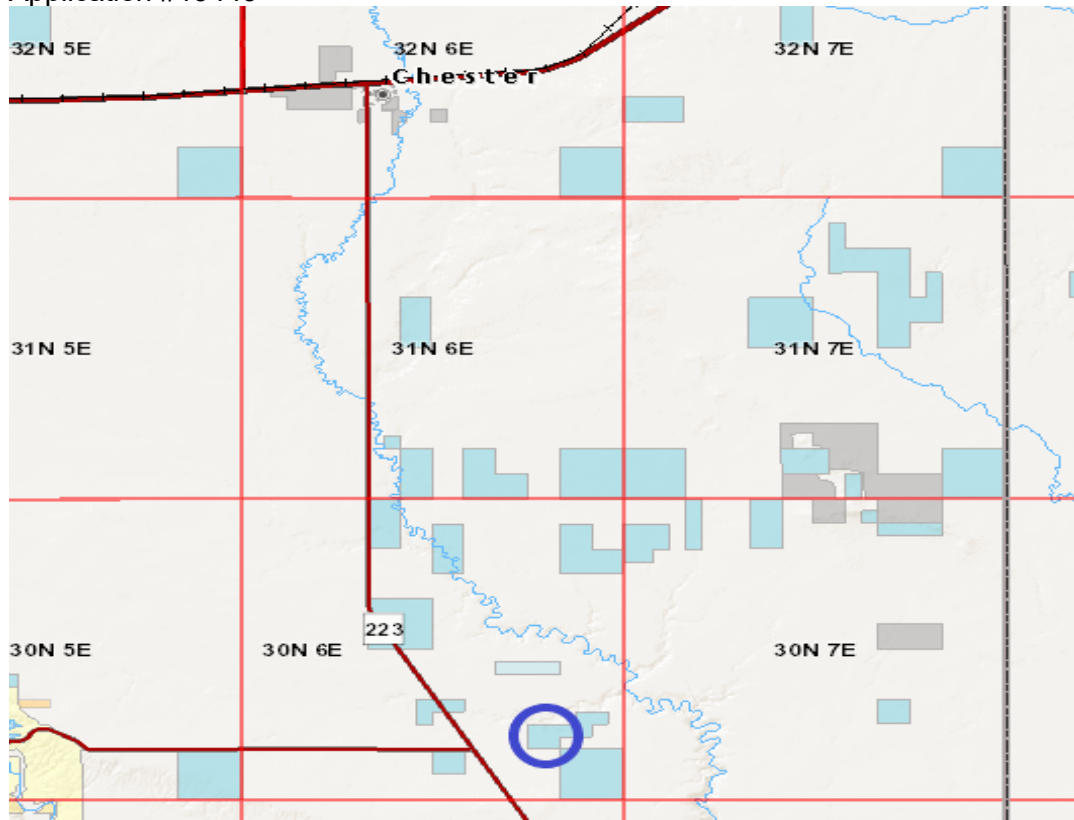 Application
32N 5E 32N 6E 32N 7E
Chester
31N 5E 31N 6E 31N 7E
223
30N 5E 30N 6E 30N 7E